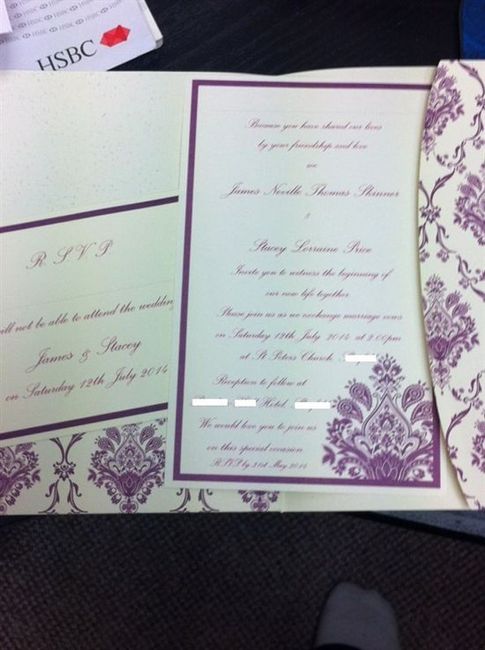 HSBC
HSBC
Because you have shared our lives
by your friendship and love
we
James Neville Thomas Skinner
&
Stacey Lorraine Price
Invite you to witness the beginning of
our new life together
Please join us as we exchange marriage vows
on Saturday 12th July 2014 at 2.00pm
at St Peters Church
Reception to follow at
Hotel,
We would love you to join us
on this special occasion
RSVP by 21st May 2014
R.S.V.P
ill not be able to attend the wedding
James & Stacey
on Saturday 12th July 2014